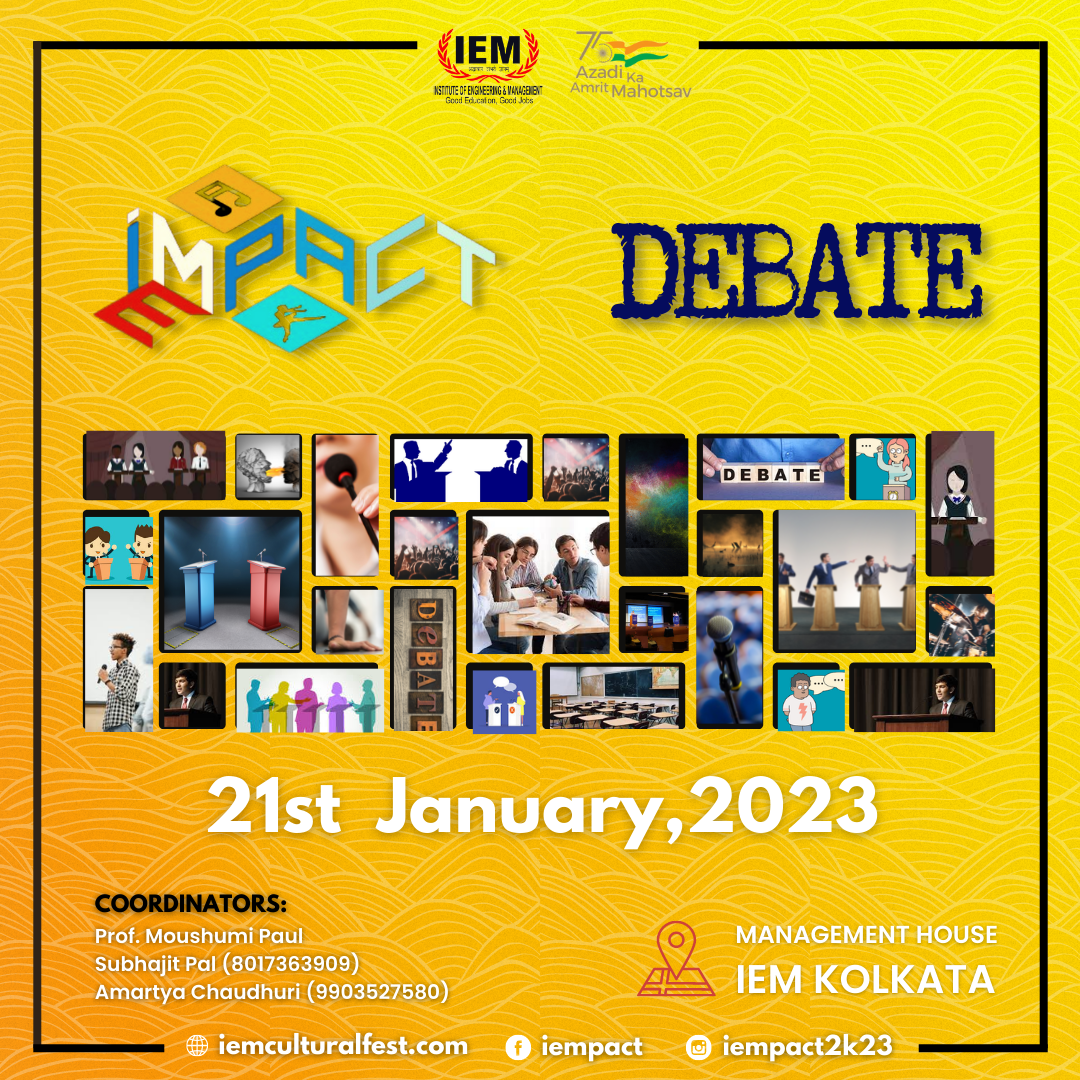 IEM
INSTITUTE OF ENGINEERING & MANAGEMENT
Good Education, Good Jobs
75
Azadi Ka
Amrit Mahotsav
iEMPACT
DEBATE
DEBATE
DEBATE
21st January,2023
COORDINATORS:
Prof. Moushumi Paul
Subhajit Pal (8017363909)
Amartya Chaudhuri (9903527580)
MANAGEMENT HOUSE
IEM KOLKATA
iemculturalfest.com
iempact
iempact2k23